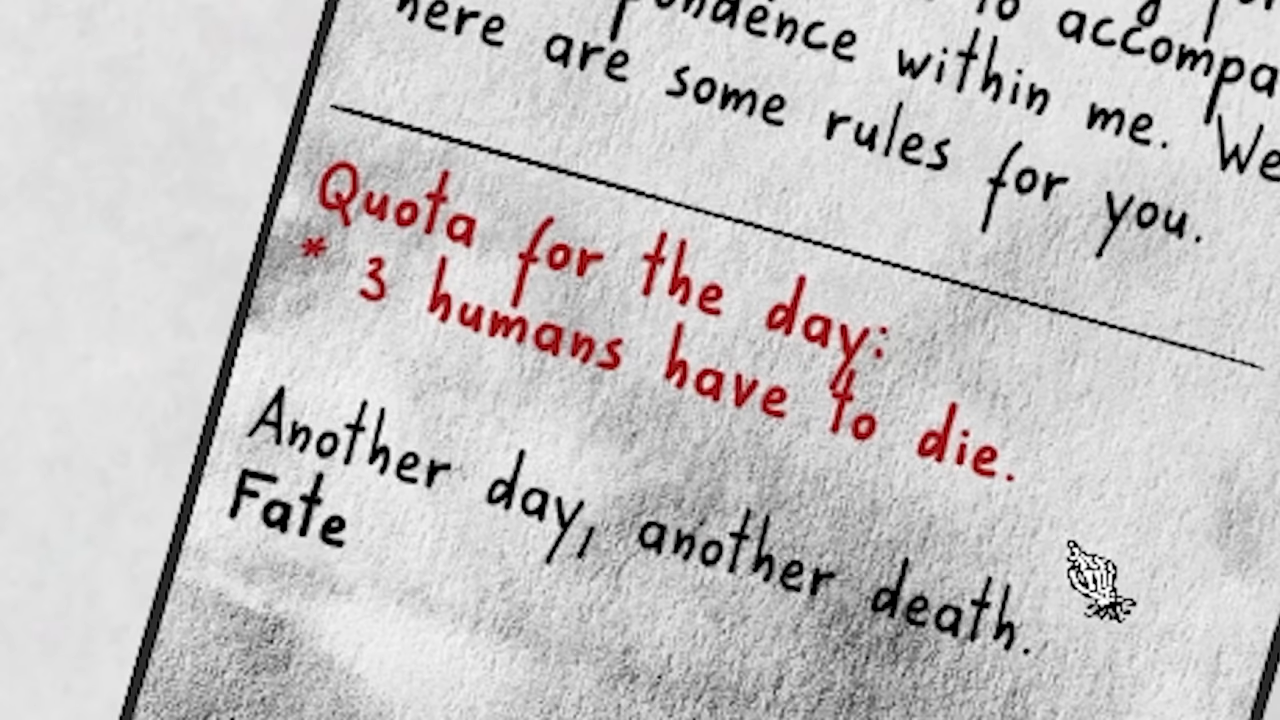 to
pondence within me. We
here are some rules for you.
Quota for the day:
* 3 humans have to die.
Another day, another death.
Fate